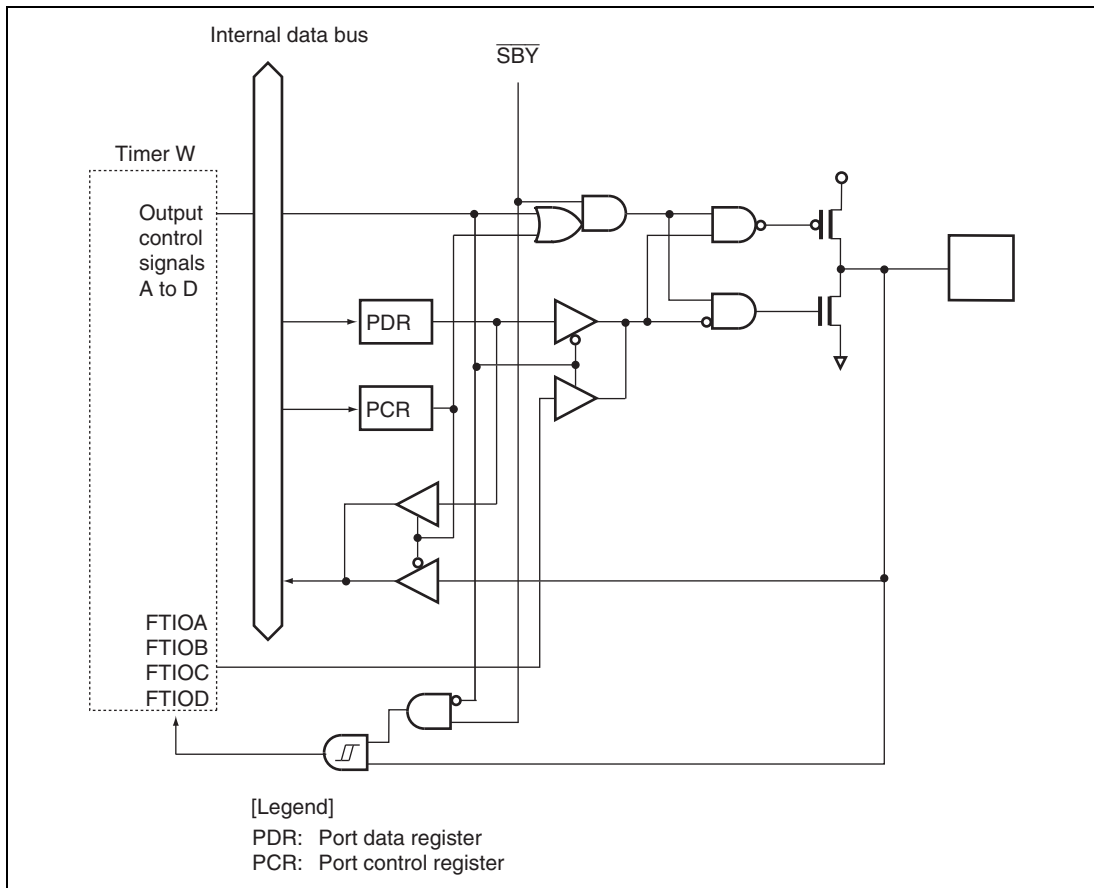 Internal data bus
SBY
Timer W
Output
control
signals
A to D
PDR
PCR
FTIOA
FTIOB
FTIOC
FTIOD
[Legend]
PDR: Port data register
PCR: Port control register